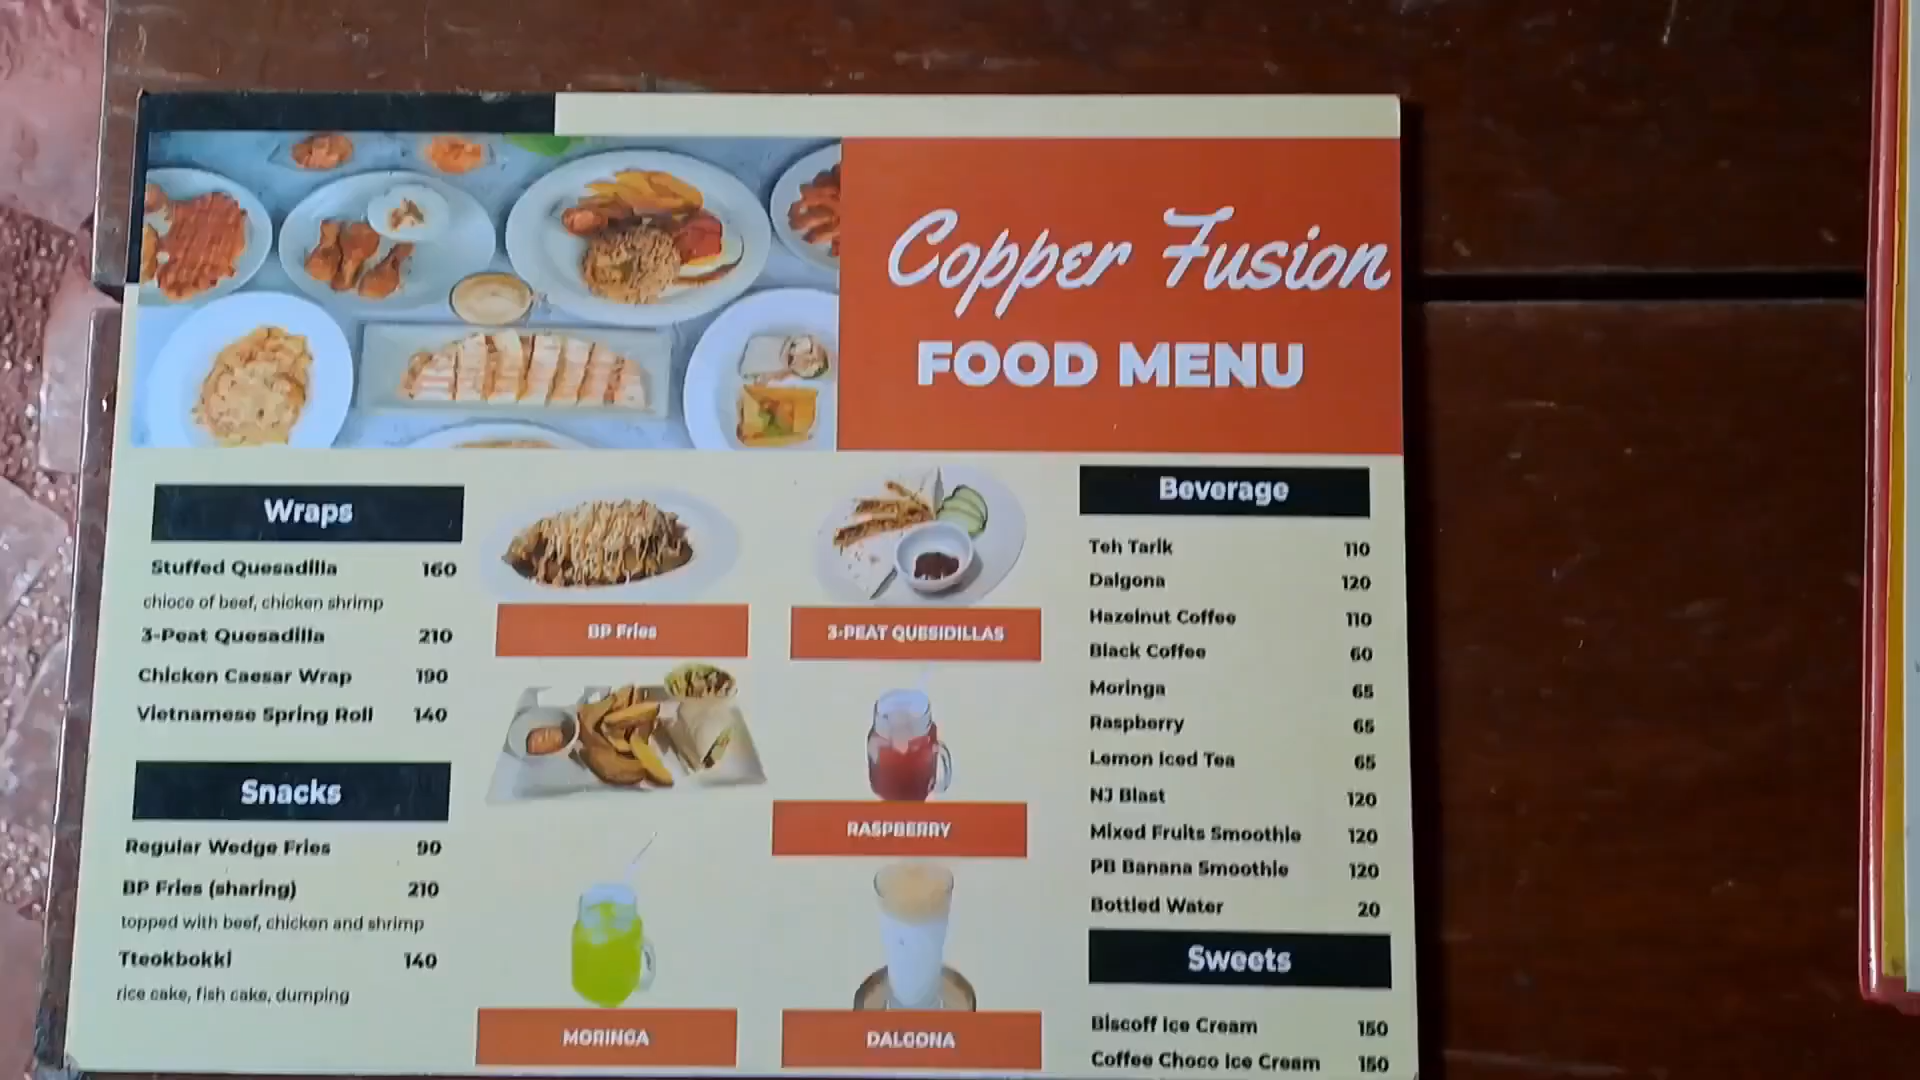 Copper Fusion
FOOD MENU
Wraps
Stuffed Quesadilla 160
chioce of beef, chicken shrimp
3-Peat Quesadilla 210
Chicken Caesar Wrap 190
Vietnamese Spring Roll 140
Snacks
Regular Wedge Fries 90
BP Fries (sharing) 210
topped with beef, chicken and shrimp
Tteokbokki 140
rice cake, fish cake, dumping
BP Fries
3-PEAT QUESIDILLAS
RASPBERRY
MORINGA
DALGONA
Beverage
Teh Tarik 110
Dalgona 120
Hazelnut Coffee 110
Black Coffee 60
Moringa 65
Raspberry 65
Lemon Iced Tea 65
NJ Blast 120
Mixed Fruits Smoothie 120
PB Banana Smoothie 120
Bottled Water 20
Sweets
Biscoff Ice Cream 150
Coffee Choco Ice Cream 150